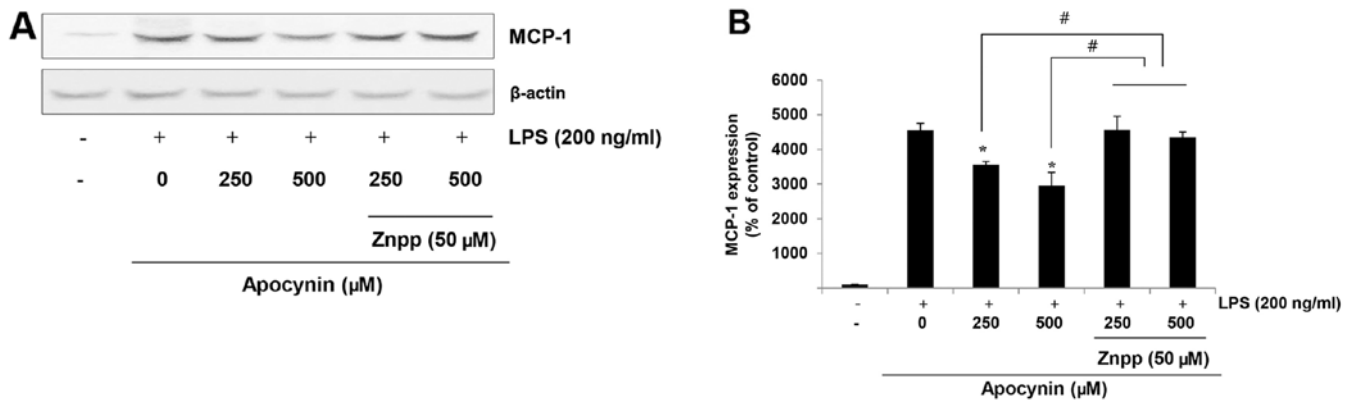 A
MCP-1
β-actin
- + + + + + LPS (200 ng/ml)
- 0 250 500 250 500
Znpp (50 µM)
Apocynin (µM)
B
#
#
MCP-1 expression
(% of control)
6000
5000
4000
3000
2000
1000
* *
- + + + + + LPS (200 ng/ml)
- 0 250 500 250 500
Znpp (50 µM)
Apocynin (µM)